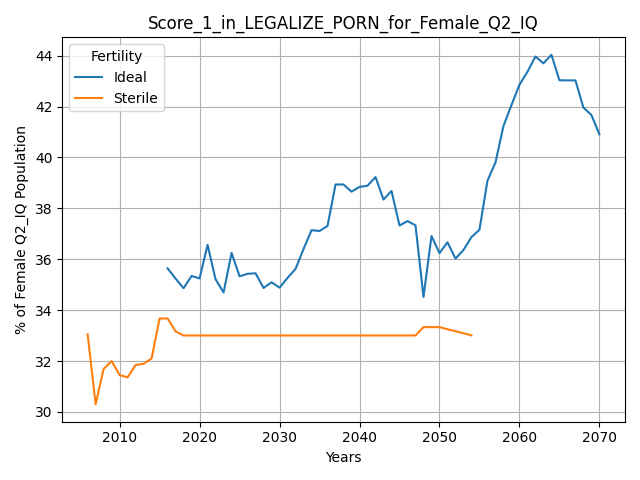 Score_1_in_LEGALIZE_PORN_for_Female_Q2_IQ
Fertility
Ideal
Sterile
% of Female Q2_IQ Population
44
42
40
38
36
34
32
30
2010 2020 2030 2040 2050 2060 2070
Years